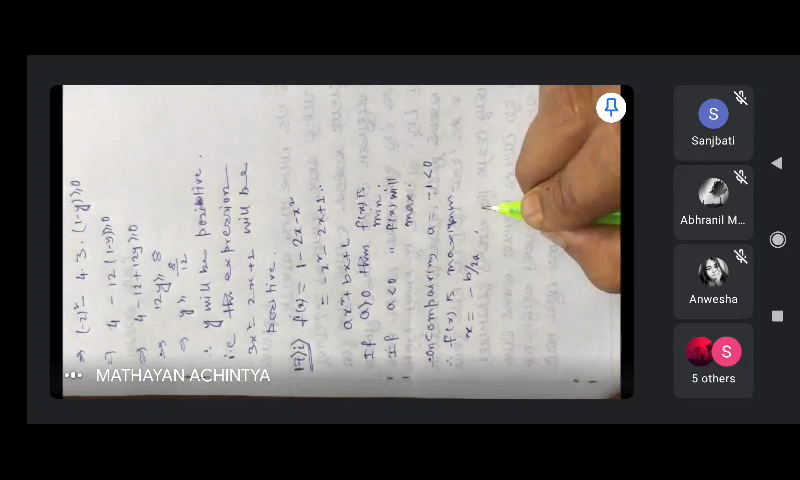 ⇒ (-2)² - 4.3.(1-y) ≥ 0
⇒ 4 - 12(1-y) ≥ 0
⇒ 4 - 12 + 12y ≥ 0
⇒ 12y ≥ 8
⇒ y ≥ 8/12
∴ y will be positive.
i.e the expression
3x² - 2x + 1 will be
positive.
17>i> f(x) = 1 - 2x - x²
= -x² - 2x + 1.
ax² + bx + c
If a>0 then f(x) is
min.
If a<0 " f(x) will
max.
on Comparing a = -1 < 0
∴ f(x) is maximum
x = - b/2a
MATHAYAN ACHINTYA
S
Sanjbati
Abhranil M...
Anwesha
S
5 others